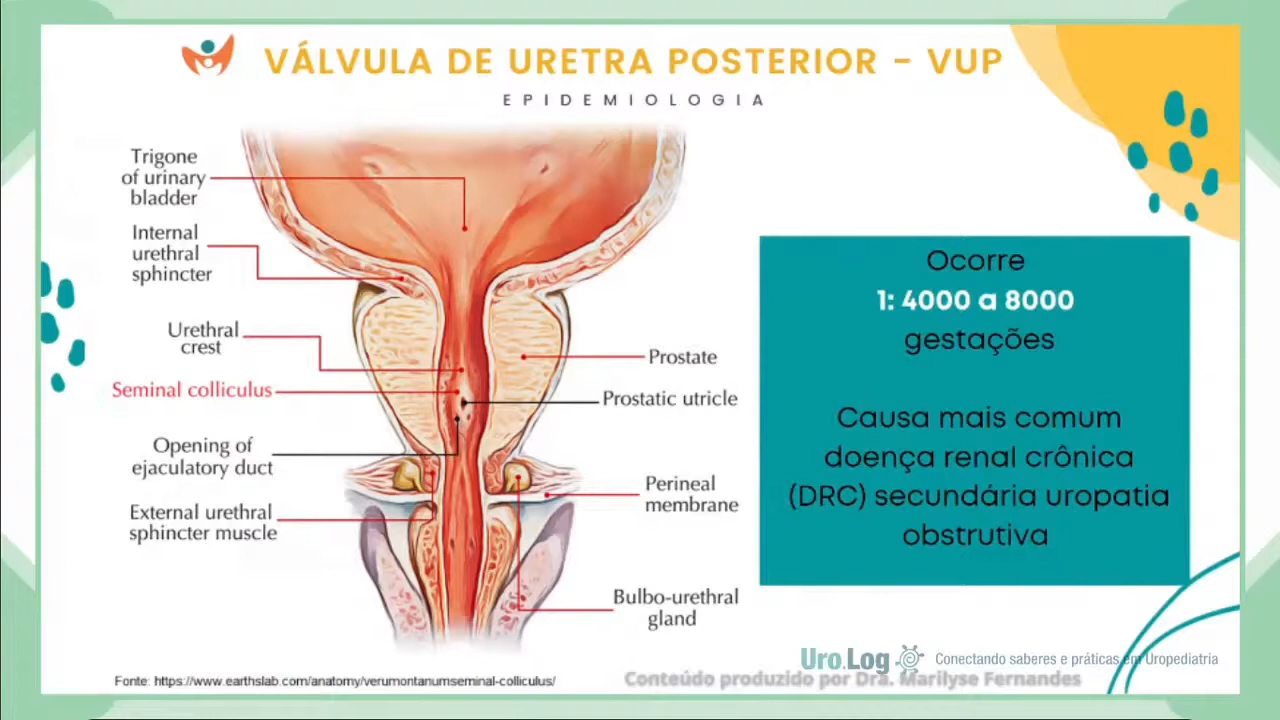 VÁLVULA DE URETRA POSTERIOR - VUP
EPIDEMIOLOGIA
Trigone
of urinary
bladder
Internal
urethral
sphincter
Urethral
crest
Seminal colliculus
Opening of
ejaculatory duct
External urethral
sphincter muscle
Prostate
Prostatic utricle
Perineal
membrane
Bulbo-urethral
gland
Ocorre
1: 4000 a 8000
gestações
Causa mais comum
doença renal crônica
(DRC) secundária uropatia
obstrutiva
Uro.Log Conectando saberes e práticas em Uropediatria
Fonte: https://www.earthslab.com/anatomy/verumontanumseminal-colliculus/
Conteúdo produzido por Dra. Marilyse Fernandes